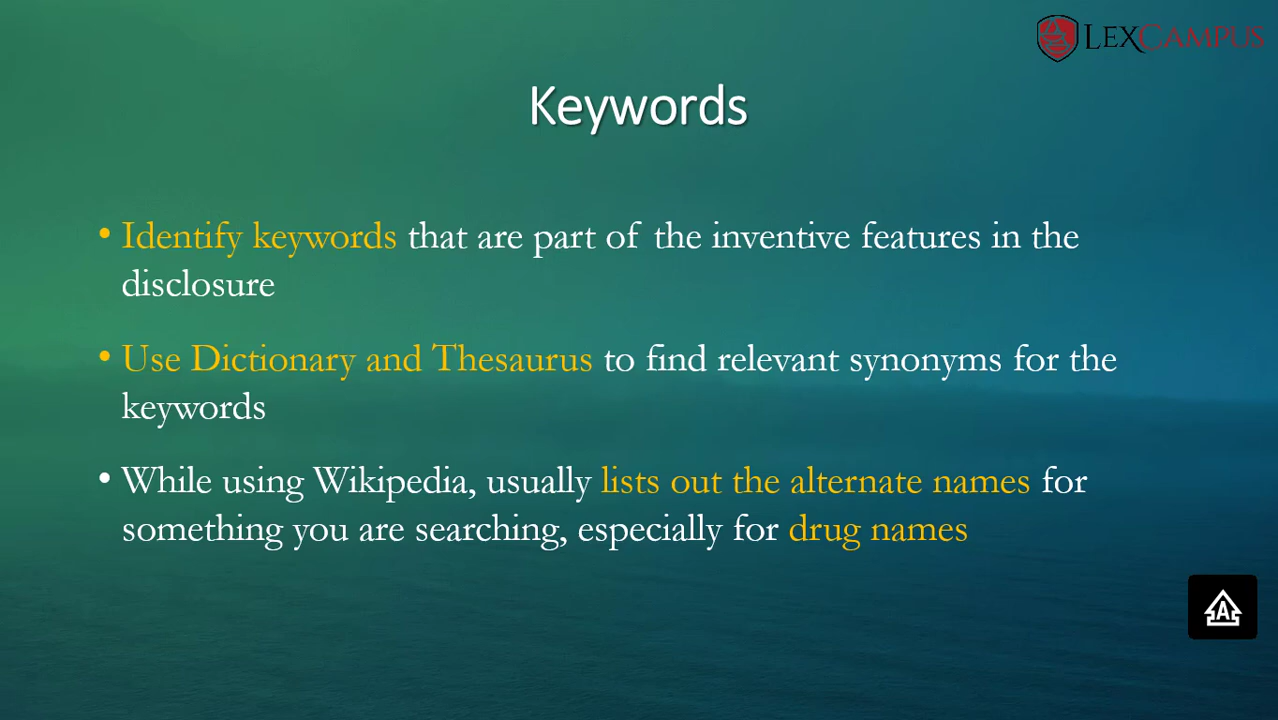 LEXCAMPUS
Keywords
• Identify keywords that are part of the inventive features in the
disclosure
• Use Dictionary and Thesaurus to find relevant synonyms for the
keywords
• While using Wikipedia, usually lists out the alternate names for
something you are searching, especially for drug names
A